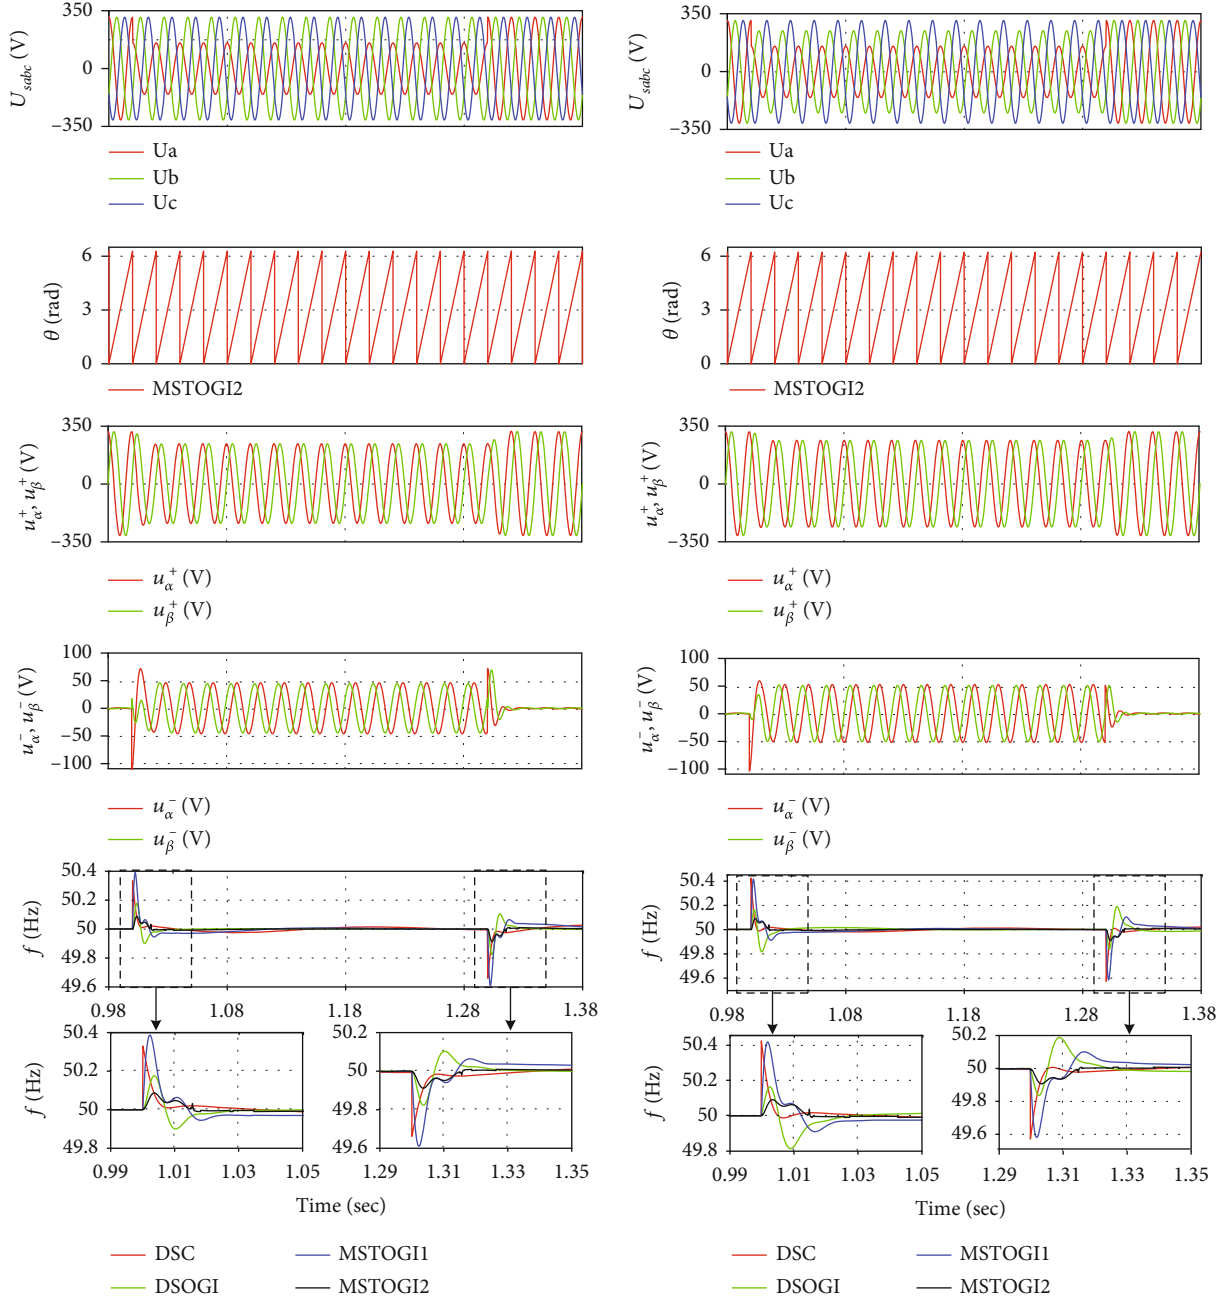 350
0
−350
U_sabc (V)
Ua
Ub
Uc
6
3
0
θ (rad)
MSTOGI2
350
0
−350
u_α^+, u_β^+ (V)
u_α^+ (V)
u_β^+ (V)
100
50
0
−50
−100
u_α^−, u_β^− (V)
u_α^− (V)
u_β^− (V)
50.4
50.2
50
49.8
49.6
f (Hz)
0.98 1.08 1.18 1.28 1.38
50.4
50.2
50
49.8
f (Hz)
0.99 1.01 1.03 1.05
50.2
50
49.8
49.6
1.29 1.31 1.33 1.35
Time (sec)
DSC
DSOGI
MSTOGI1
MSTOGI2
350
0
−350
U_sabc (V)
Ua
Ub
Uc
6
3
0
θ (rad)
MSTOGI2
350
0
−350
u_α^+, u_β^+ (V)
u_α^+ (V)
u_β^+ (V)
100
50
0
−50
−100
u_α^−, u_β^− (V)
u_α^− (V)
u_β^− (V)
50.4
50.2
50
49.8
49.6
f (Hz)
0.98 1.08 1.18 1.28 1.38
50.4
50.2
50
49.8
f (Hz)
0.99 1.01 1.03 1.05
50.2
50
49.8
49.6
1.29 1.31 1.33 1.35
Time (sec)
DSC
DSOGI
MSTOGI1
MSTOGI2